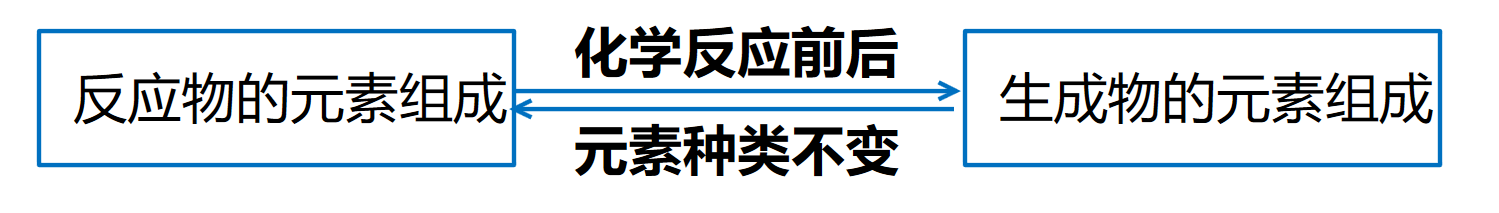 化学反应前后
反应物的元素组成
生成物的元素组成
元素种类不变